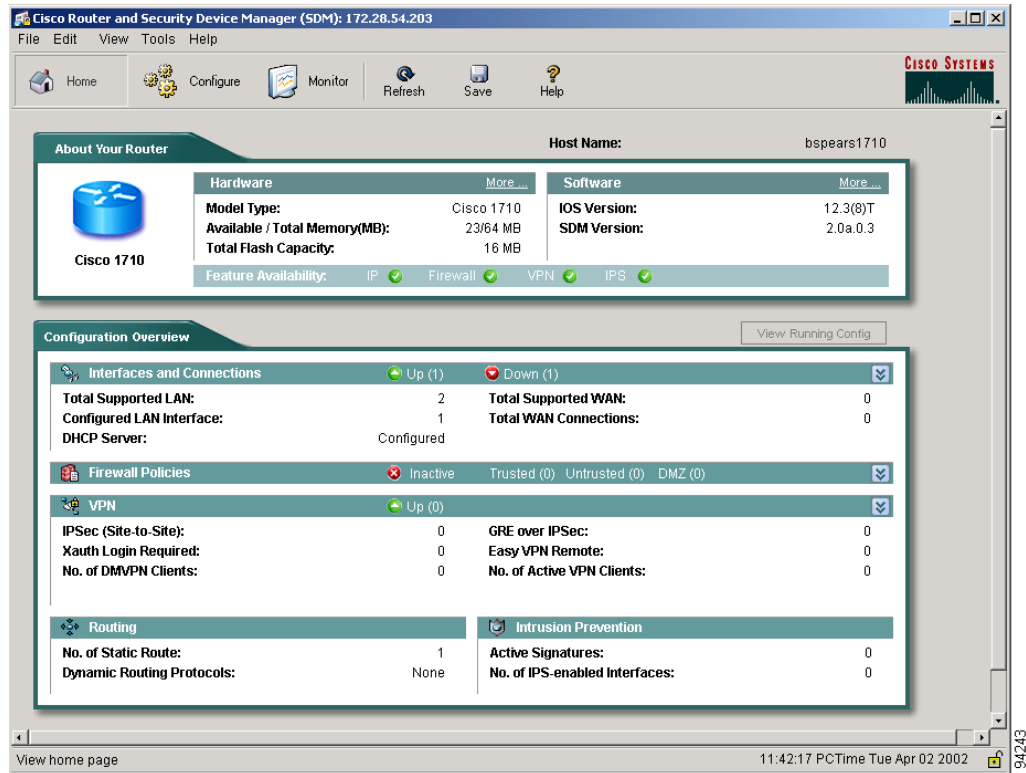 Cisco Router and Security Device Manager (SDM): 172.28.54.203
File Edit View Tools Help
Home Configure Monitor Refresh Save Help
CISCO SYSTEMS
About Your Router
Host Name: bspears1710
Cisco 1710
Hardware More ...
Model Type: Cisco 1710
Available / Total Memory(MB): 23/64 MB
Total Flash Capacity: 16 MB
Software More ...
IOS Version: 12.3(8)T
SDM Version: 2.0a.0.3
Feature Availability: IP Firewall VPN IPS
Configuration Overview
View Running Config
Interfaces and Connections Up (1) Down (1)
Total Supported LAN: 2 Total Supported WAN: 0
Configured LAN Interface: 1 Total WAN Connections: 0
DHCP Server: Configured
Firewall Policies Inactive Trusted (0) Untrusted (0) DMZ (0)
VPN Up (0)
IPSec (Site-to-Site): 0 GRE over IPSec: 0
Xauth Login Required: 0 Easy VPN Remote: 0
No. of DMVPN Clients: 0 No. of Active VPN Clients: 0
Routing
No. of Static Route: 1
Dynamic Routing Protocols: None
Intrusion Prevention
Active Signatures: 0
No. of IPS-enabled Interfaces: 0
View home page
11:42:17 PCTime Tue Apr 02 2002
94243